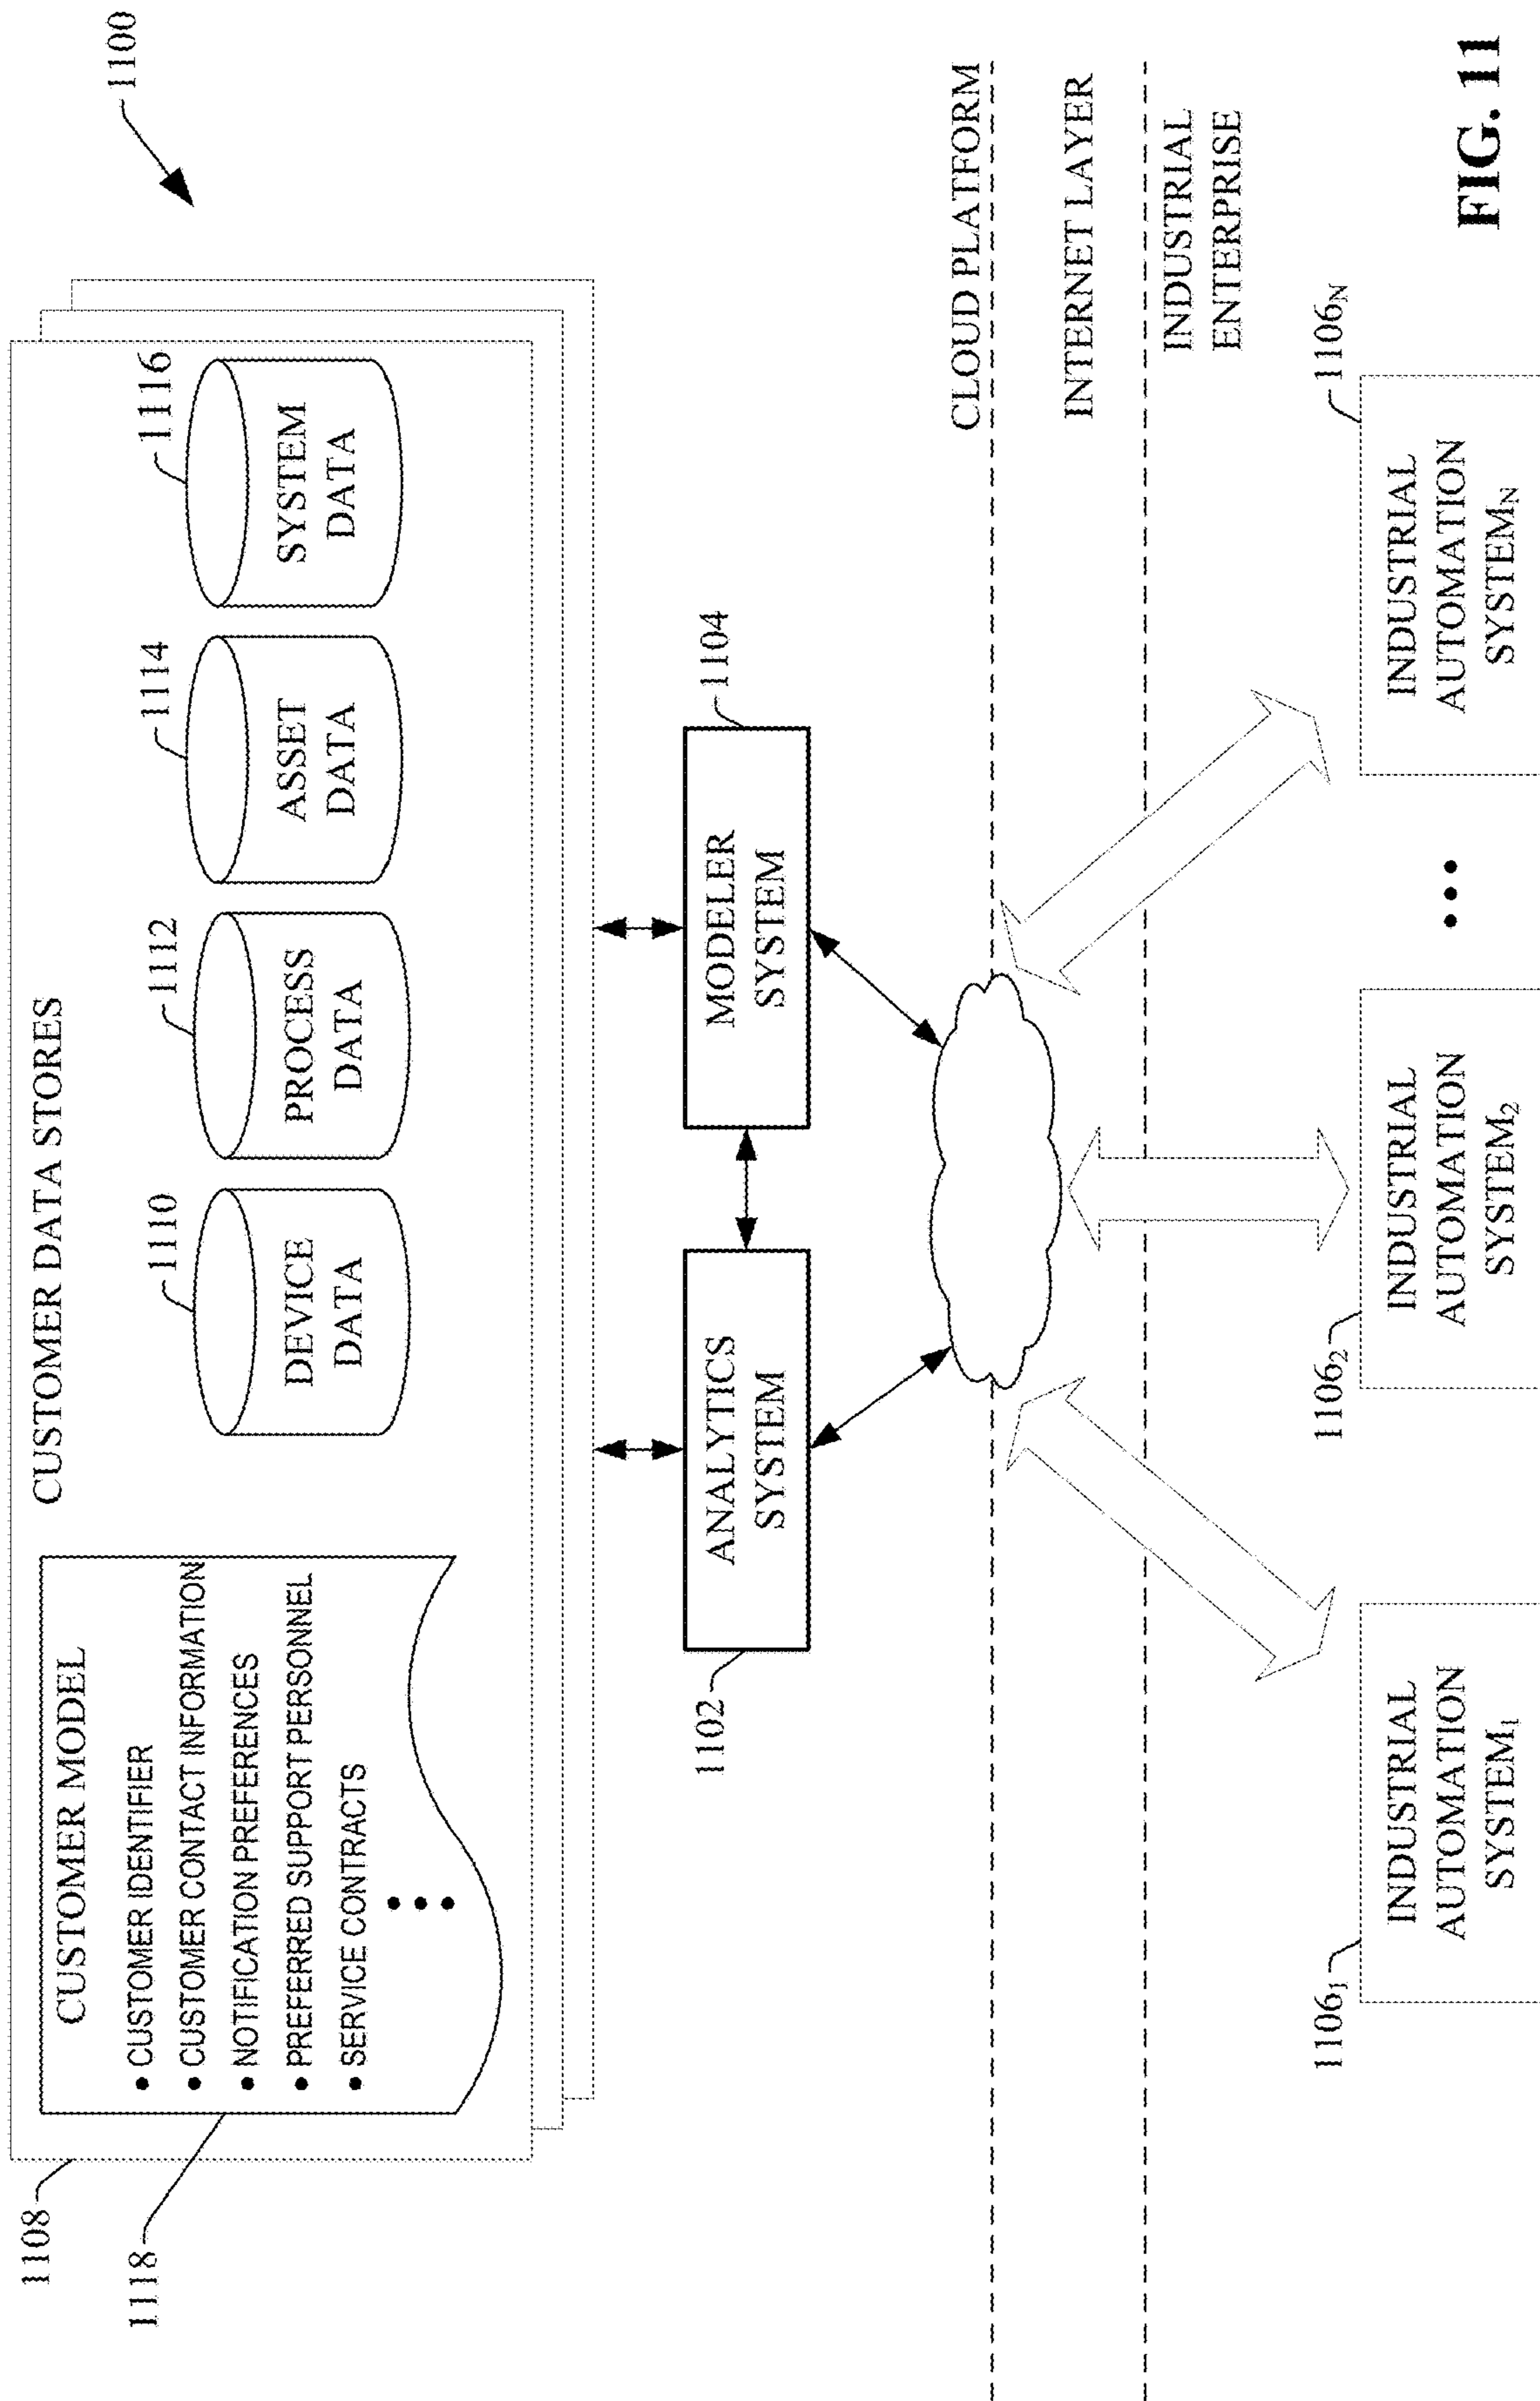 1100
CUSTOMER DATA STORES
1108
1118
CUSTOMER MODEL
• CUSTOMER IDENTIFIER
• CUSTOMER CONTACT INFORMATION
• NOTIFICATION PREFERENCES
• PREFERRED SUPPORT PERSONNEL
• SERVICE CONTRACTS
1110
DEVICE
DATA
1112
PROCESS
DATA
1114
ASSET
DATA
1116
SYSTEM
DATA
1102
ANALYTICS
SYSTEM
1104
MODELER
SYSTEM
CLOUD PLATFORM
INTERNET LAYER
INDUSTRIAL
ENTERPRISE
1106₁
INDUSTRIAL
AUTOMATION
SYSTEM₁
1106₂
INDUSTRIAL
AUTOMATION
SYSTEM₂
•••
1106N
INDUSTRIAL
AUTOMATION
SYSTEMN
FIG. 11